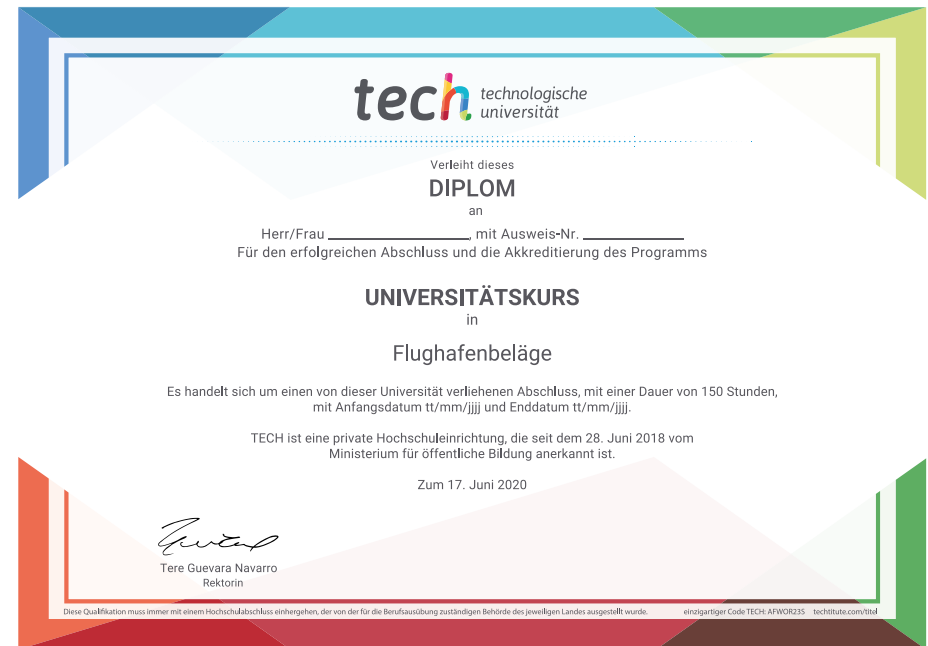 tech technologische
universität
Verleiht dieses
DIPLOM
an
Herr/Frau ____________________, mit Ausweis-Nr. ______________
Für den erfolgreichen Abschluss und die Akkreditierung des Programms
UNIVERSITÄTSKURS
in
Flughafenbeläge
Es handelt sich um einen von dieser Universität verliehenen Abschluss, mit einer Dauer von 150 Stunden,
mit Anfangsdatum tt/mm/jjjj und Enddatum tt/mm/jjjj.
TECH ist eine private Hochschuleinrichtung, die seit dem 28. Juni 2018 vom
Ministerium für öffentliche Bildung anerkannt ist.
Zum 17. Juni 2020
Tere Guevara Navarro
Rektorin
Diese Qualifikation muss immer mit einem Hochschulabschluss einhergehen, der von der für die Berufsausübung zuständigen Behörde des jeweiligen Landes ausgestellt wurde. einzigartiger Code TECH: AFWOR23S techtitute.com/titel